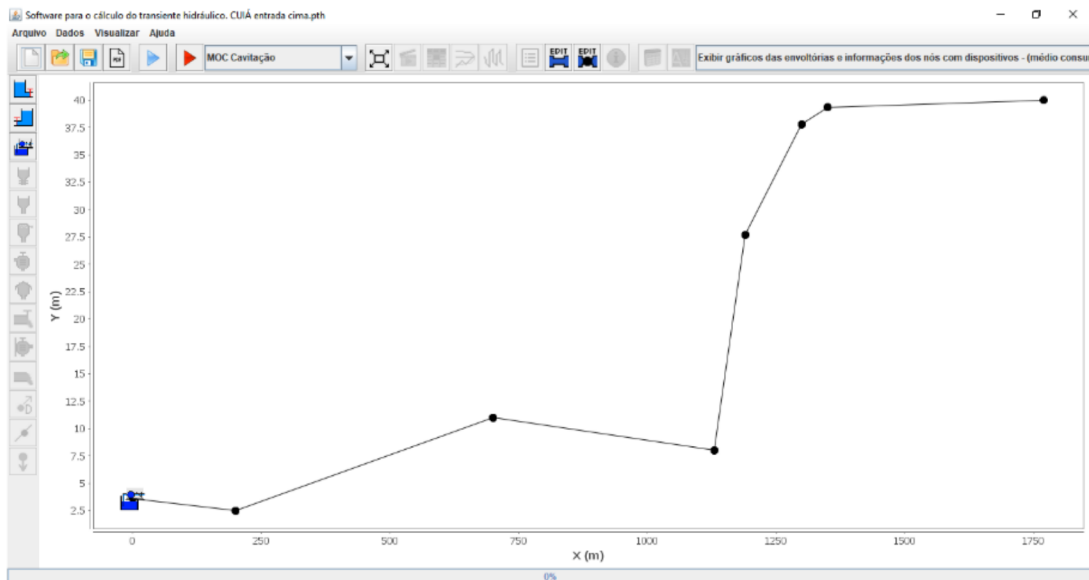 Software para o cálculo do transiente hidráulico. CUIÁ entrada cima.pth
Arquivo Dados Visualizar Ajuda
MOC Cavitação
EDIT EDIT
Exibir gráficos das envoltórias e informações dos nós com dispositivos - (médio consu
40
37.5
35
32.5
30
27.5
25
22.5
20
17.5
15
12.5
10
7.5
5
2.5
Y (m)
0 250 500 750 1000 1250 1500 1750
X (m)
0%